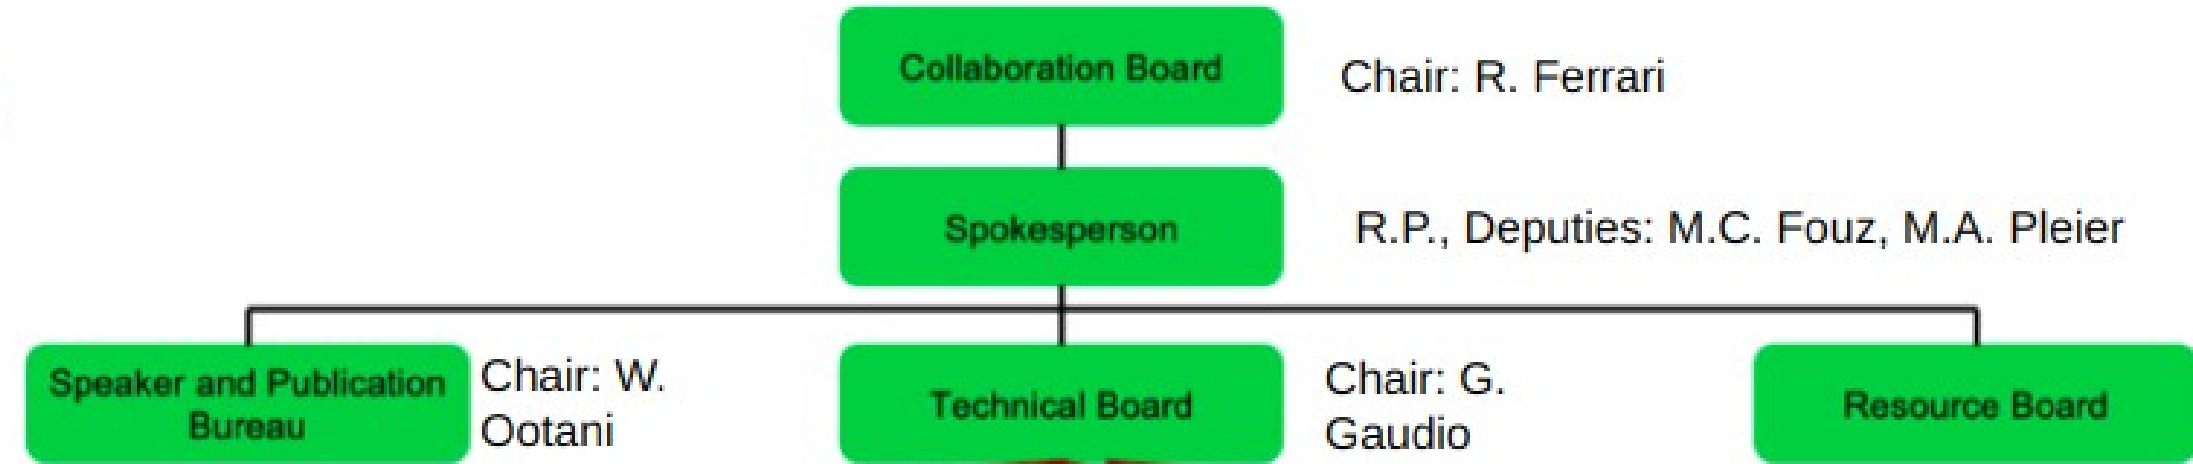 Collaboration Board
Chair: R. Ferrari
Spokesperson
R.P., Deputies: M.C. Fouz, M.A. Pleier
Speaker and Publication
Bureau
Chair: W.
Ootani
Technical Board
Chair: G.
Gaudio
Resource Board